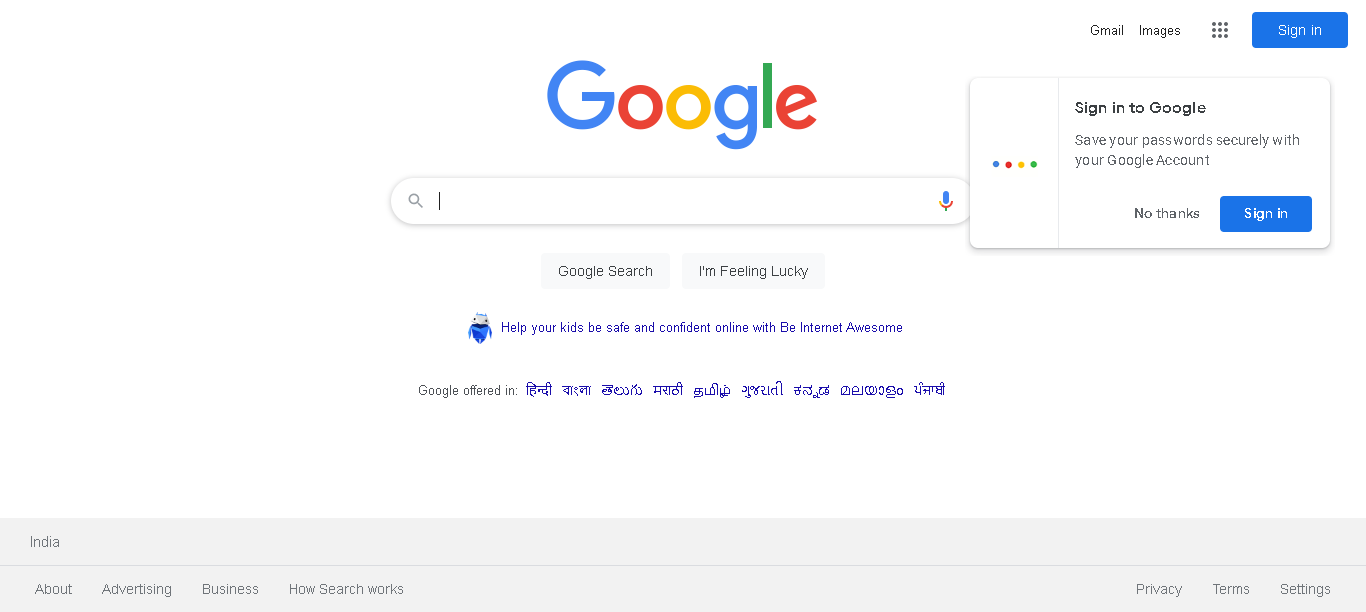 Gmail Images Sign in
Google
Sign in to Google
Save your passwords securely with
your Google Account
No thanks Sign in
Google Search I'm Feeling Lucky
Help your kids be safe and confident online with Be Internet Awesome
Google offered in: हिन्दी বাংলা తెలుగు मराठी தமிழ் ગુજરાતી ಕನ್ನಡ മലയാളം ਪੰਜਾਬੀ
India
About Advertising Business How Search works Privacy Terms Settings